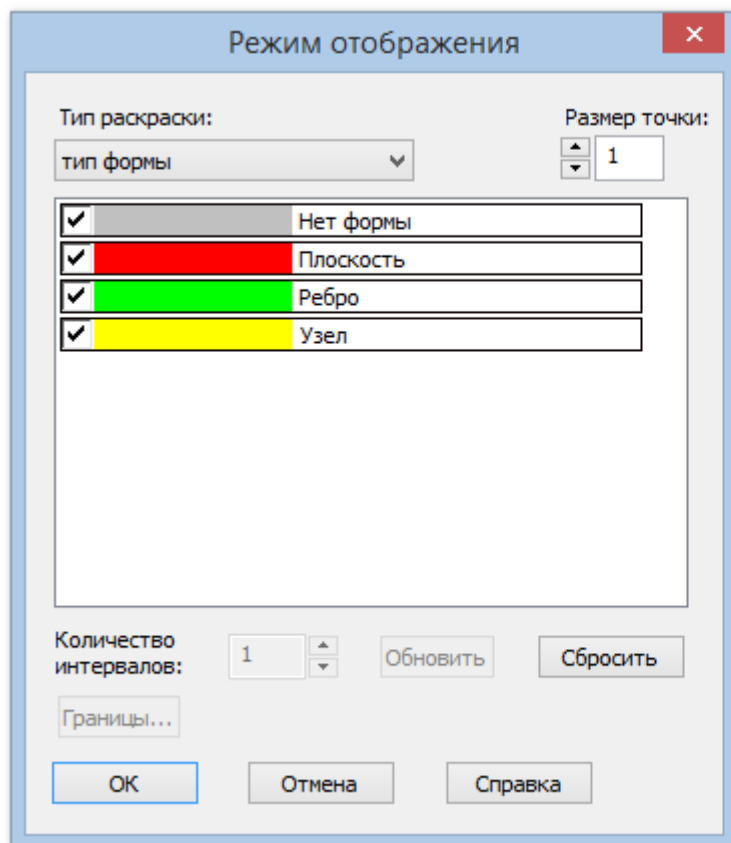 Режим отображения
Тип раскраски:
Размер точки:
тип формы
1
Нет формы
Плоскость
Ребро
Узел
Количество
интервалов:
1
Обновить
Сбросить
Границы...
ОК
Отмена
Справка